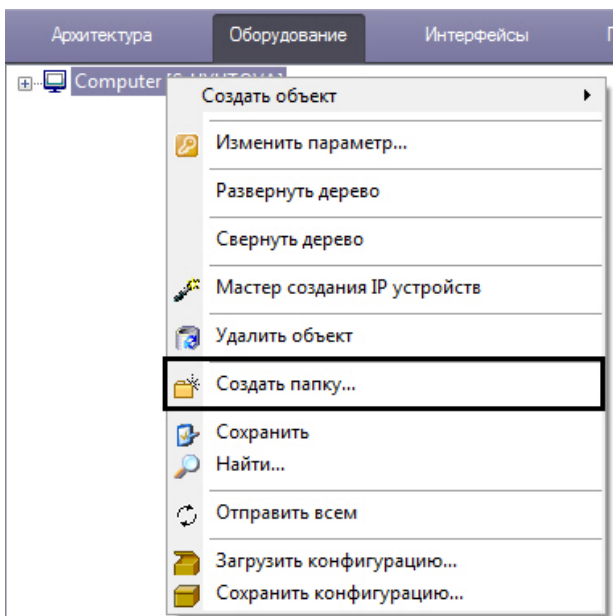 Архитектура Оборудование Интерфейсы
Computer
Создать объект
Изменить параметр...
Развернуть дерево
Свернуть дерево
Мастер создания IP устройств
Удалить объект
Создать папку...
Сохранить
Найти...
Отправить всем
Загрузить конфигурацию...
Сохранить конфигурацию...